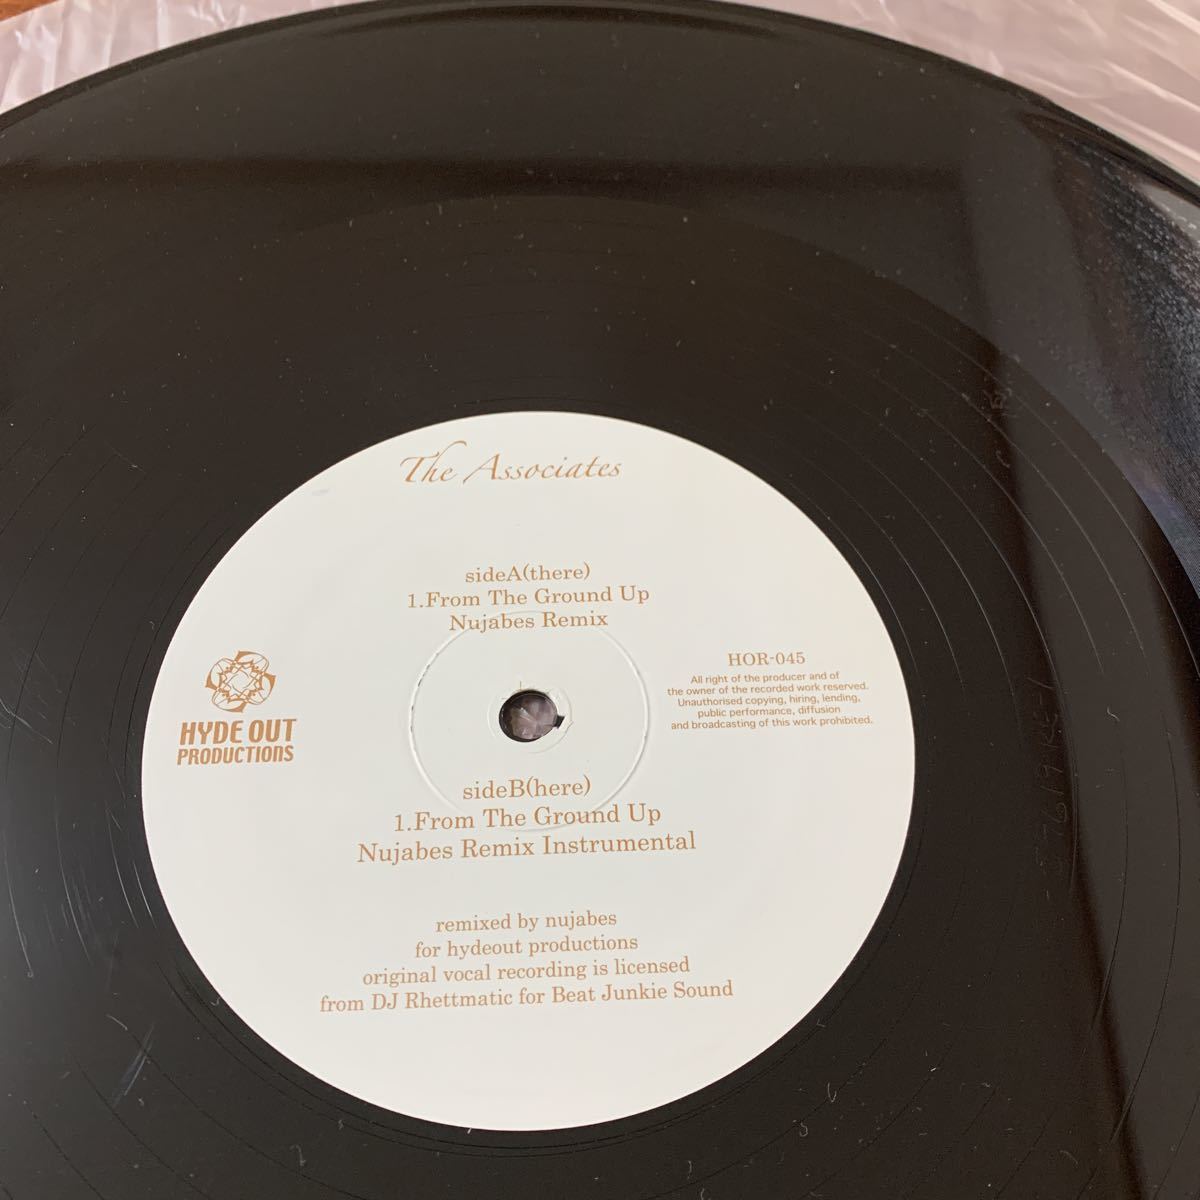 The Associates
sideA(there)
1.From The Ground Up
Nujabes Remix
HYDE OUT
PRODUCTIONS
HOR-045
All right of the producer and of
the owner of the recorded work reserved.
Unauthorised copying, hiring, lending,
public performance, diffusion
and broadcasting of this work prohibited.
sideB(here)
1.From The Ground Up
Nujabes Remix Instrumental
remixed by nujabes
for hydeout productions
original vocal recording is licensed
from DJ Rhettmatic for Beat Junkie Sound